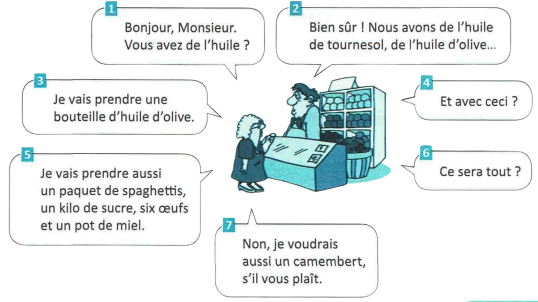 1
Bonjour, Monsieur.
Vous avez de l'huile ?
2
Bien sûr ! Nous avons de l'huile
de tournesol, de l'huile d'olive...
3
Je vais prendre une
bouteille d'huile d'olive.
4
Et avec ceci ?
5
Je vais prendre aussi
un paquet de spaghettis,
un kilo de sucre, six œufs
et un pot de miel.
6
Ce sera tout ?
7
Non, je voudrais
aussi un camembert,
s'il vous plaît.